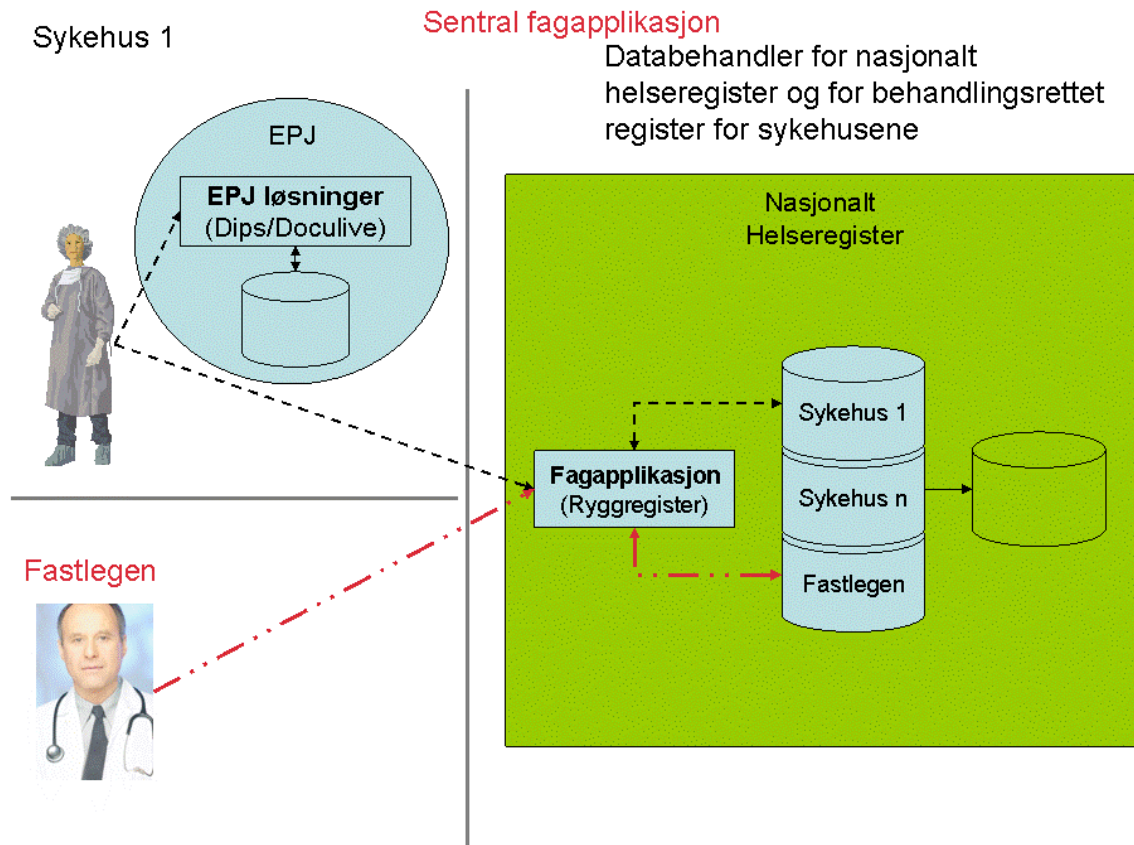 Sentral fagapplikasjon
Sykehus 1
Databehandler for nasjonalt
helseregister og for behandlingsrettet
register for sykehusene
EPJ
EPJ løsninger
(Dips/Doculive)
Nasjonalt
Helseregister
Sykehus 1
Fagapplikasjon
(Ryggregister)
Sykehus n
Fastlegen
Fastlegen